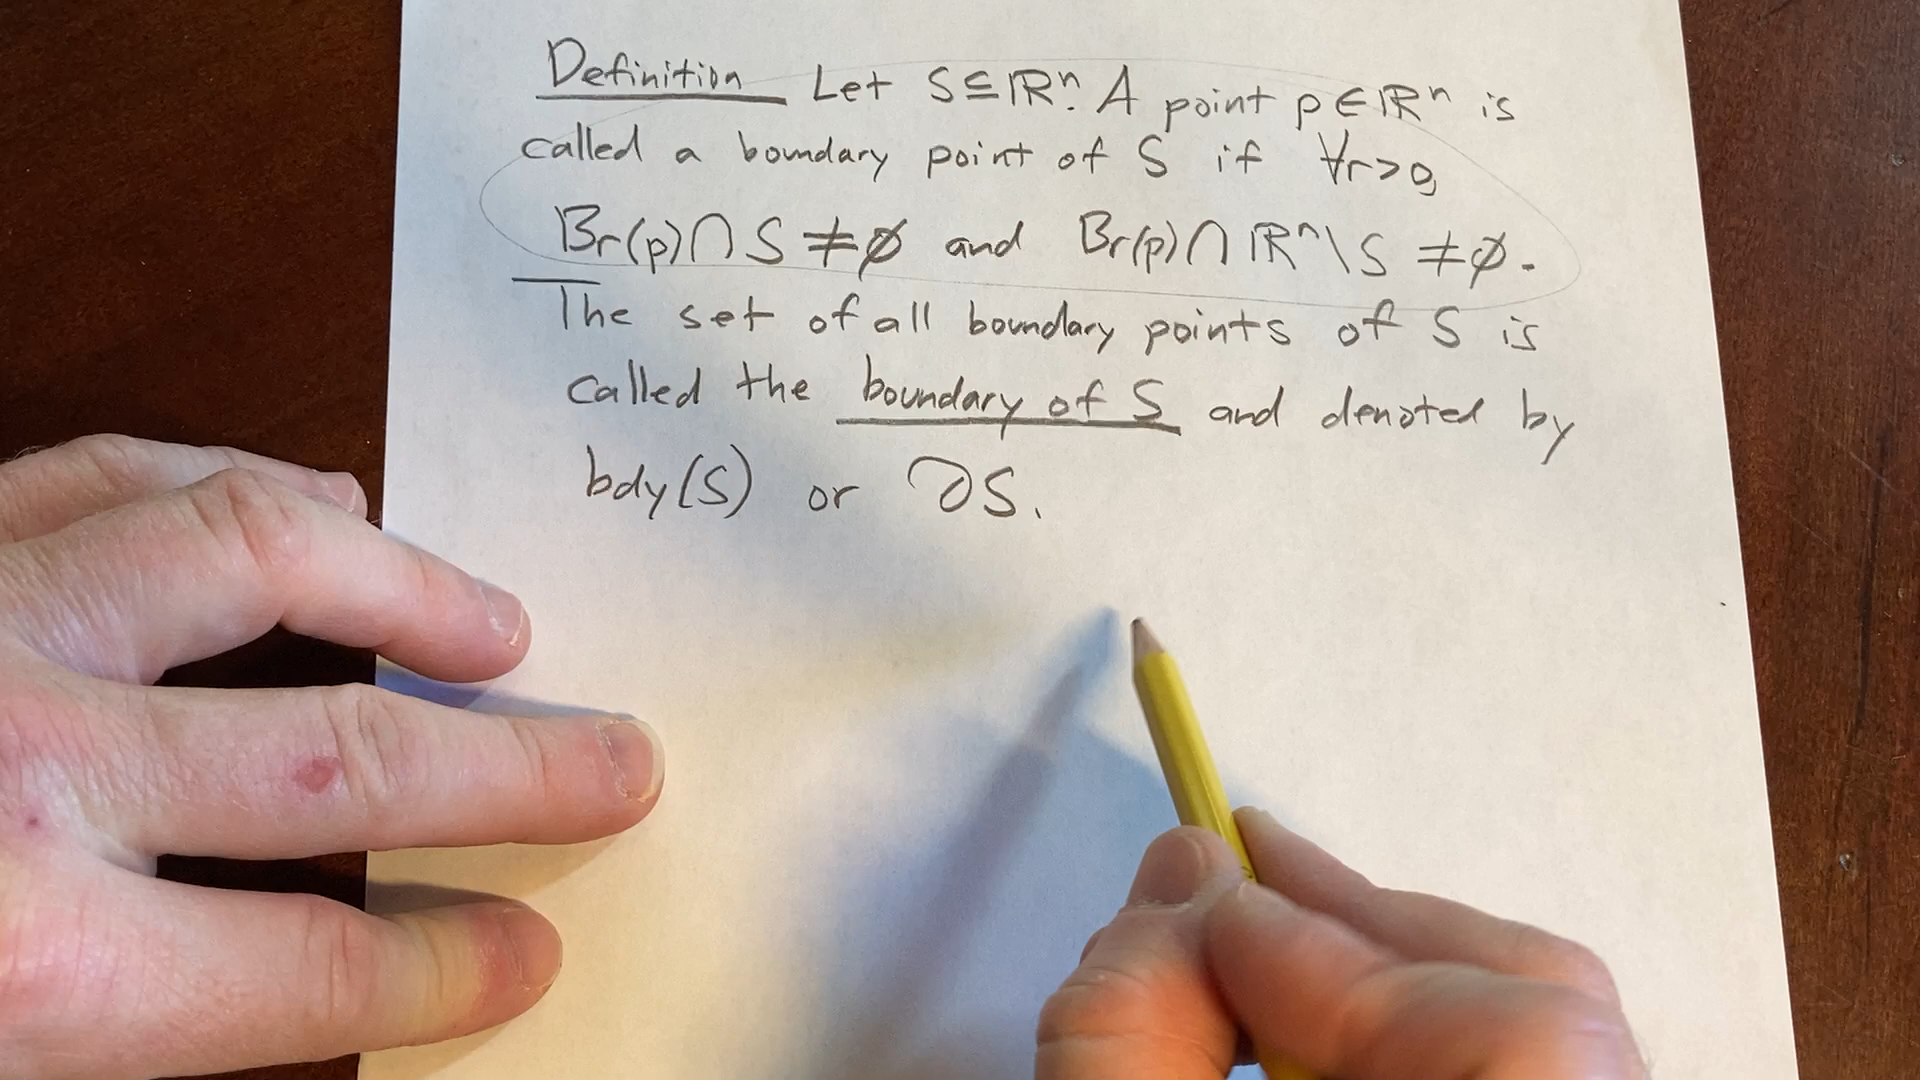 Definition Let S⊆ℝⁿ. A point p∈ℝⁿ is
called a boundary point of S if ∀r>0,
Br(p)∩S≠∅ and Br(p)∩ℝⁿ\S ≠∅.
The set of all boundary points of S is
called the boundary of S and denoted by
bdy(S) or ∂S.